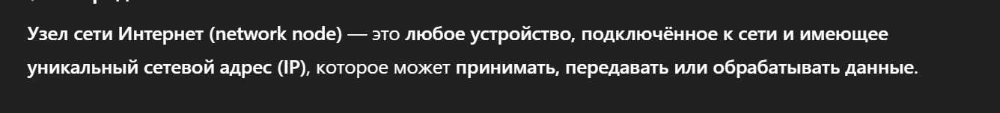 Узел сети Интернет (network node) — это любое устройство, подключённое к сети и имеющее
уникальный сетевой адрес (IP), которое может принимать, передавать или обрабатывать данные.